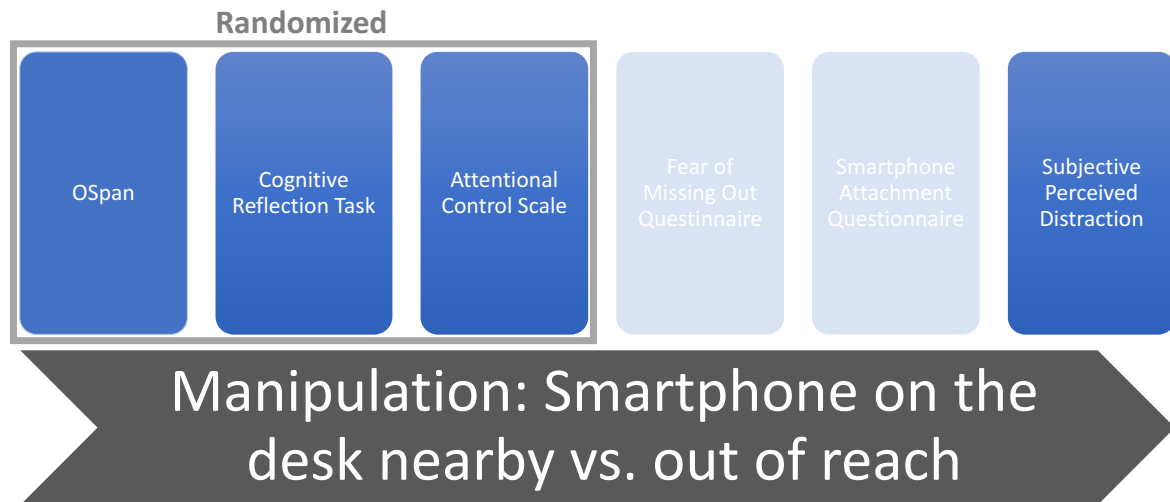 Randomized
OSpan
Cognitive
Reflection Task
Attentional
Control Scale
Fear of
Missing Out
Questinnaire
Smartphone
Attachment
Questionnaire
Subjective
Perceived
Distraction
Manipulation: Smartphone on the
desk nearby vs. out of reach